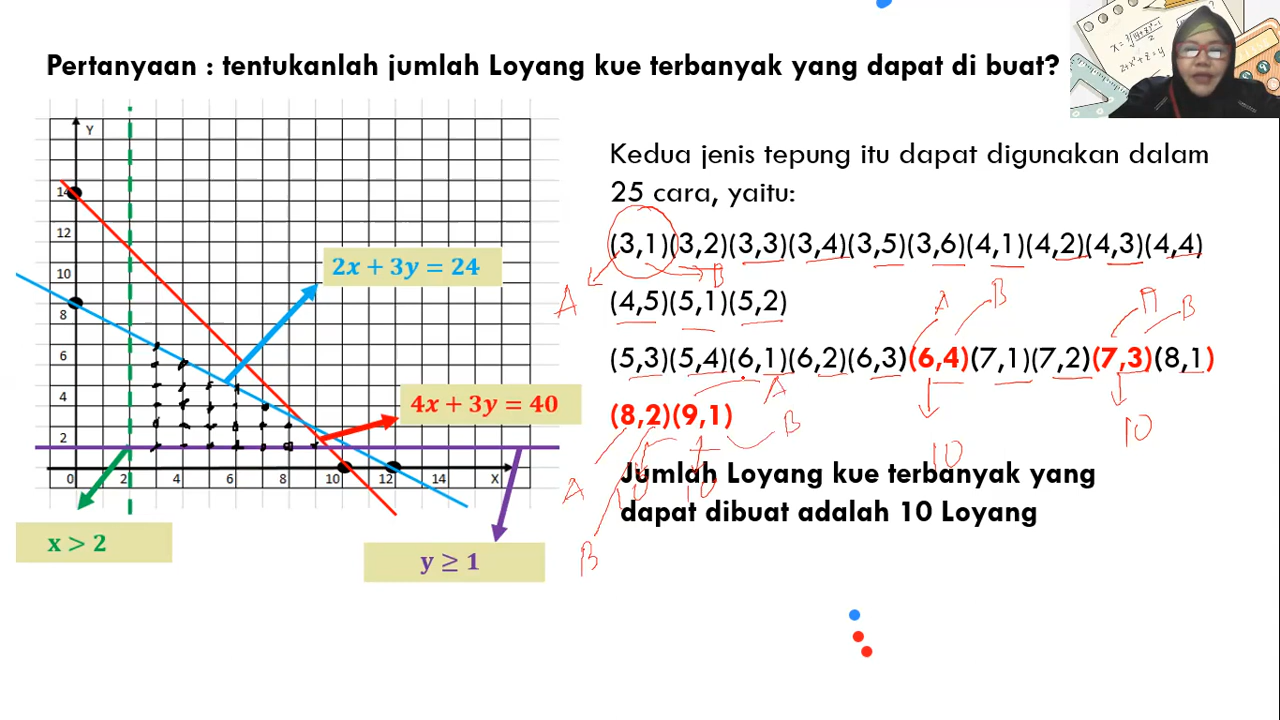 Pertanyaan : tentukanlah jumlah Loyang kue terbanyak yang dapat di buat?
Y
14
12
10
8
6
4
2
0 2 4 6 8 10 12 14 X
2x + 3y = 24
4x + 3y = 40
x > 2
y ≥ 1
Kedua jenis tepung itu dapat digunakan dalam
25 cara, yaitu:
(3,1)(3,2)(3,3)(3,4)(3,5)(3,6)(4,1)(4,2)(4,3)(4,4)
A B
(4,5)(5,1)(5,2)
A B A B
(5,3)(5,4)(6,1)(6,2)(6,3)(6,4)(7,1)(7,2)(7,3)(8,1)
A
(8,2)(9,1)
B
10 10
Jumlah Loyang kue terbanyak yang
A 10 10
dapat dibuat adalah 10 Loyang
B